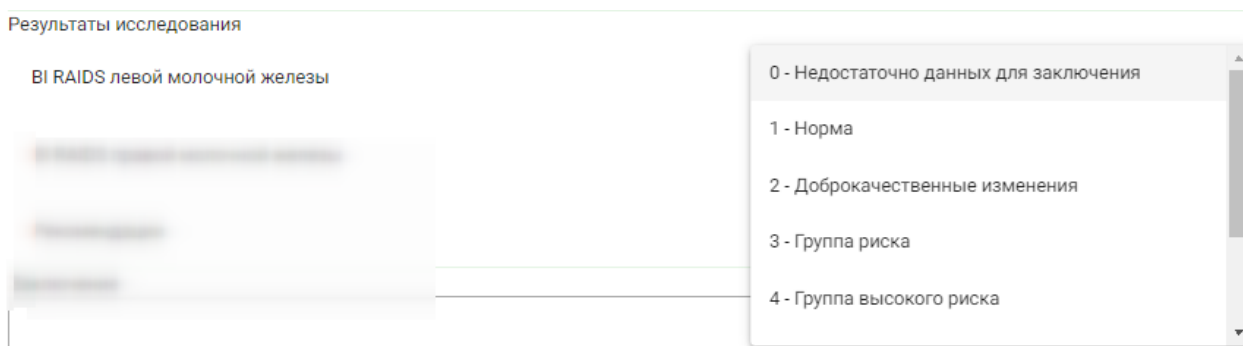 Результаты исследования
BI RAIDS левой молочной железы
0 - Недостаточно данных для заключения
1 - Норма
2 - Доброкачественные изменения
3 - Группа риска
4 - Группа высокого риска